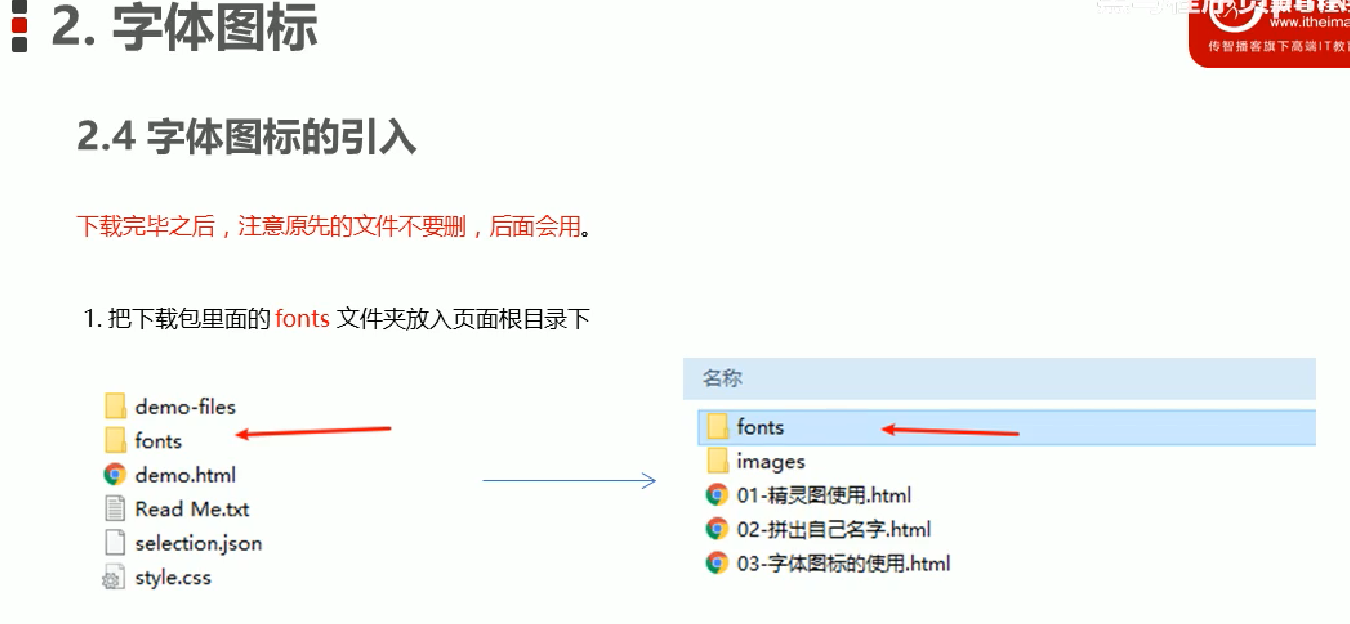 2. 字体图标
www.itheima
传智播客旗下高端IT教育
2.4 字体图标的引入
下载完毕之后，注意原先的文件不要删，后面会用。
1. 把下载包里面的 fonts 文件夹放入页面根目录下
demo-files
fonts
demo.html
Read Me.txt
selection.json
style.css
名称
fonts
images
01-精灵图使用.html
02-拼出自己名字.html
03-字体图标的使用.html